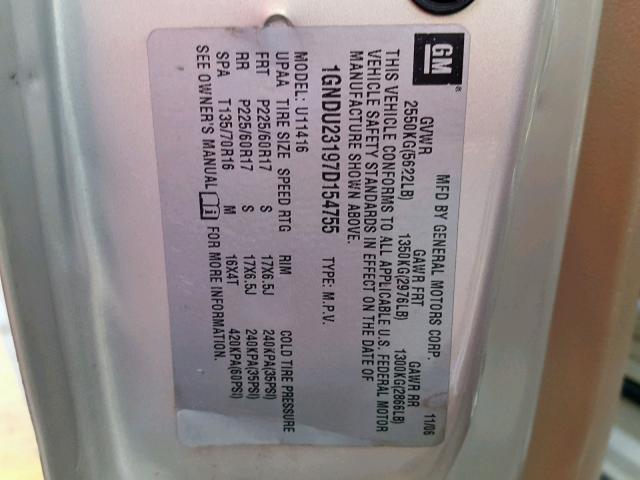 GM ® MFD BY GENERAL MOTORS CORP. 11/06
GVWR GAWR FRT GAWR RR
2550KG(5622LB) 1350KG(2976LB) 1300KG(2866LB)
THIS VEHICLE CONFORMS TO ALL APPLICABLE U.S. FEDERAL MOTOR
VEHICLE SAFETY STANDARDS IN EFFECT ON THE DATE OF
MANUFACTURE SHOWN ABOVE.
1GNDU23197D154755 TYPE: M.P.V.
MODEL: U11416
UPAA TIRE SIZE SPEED RTG RIM COLD TIRE PRESSURE
FRT P225/60R17 S 17X6.5J 240KPA(35PSI)
RR P225/60R17 S 17X6.5J 240KPA(35PSI)
SPA T135/70R16 M 16X4T 420KPA(60PSI)
SEE OWNER'S MANUAL FOR MORE INFORMATION.